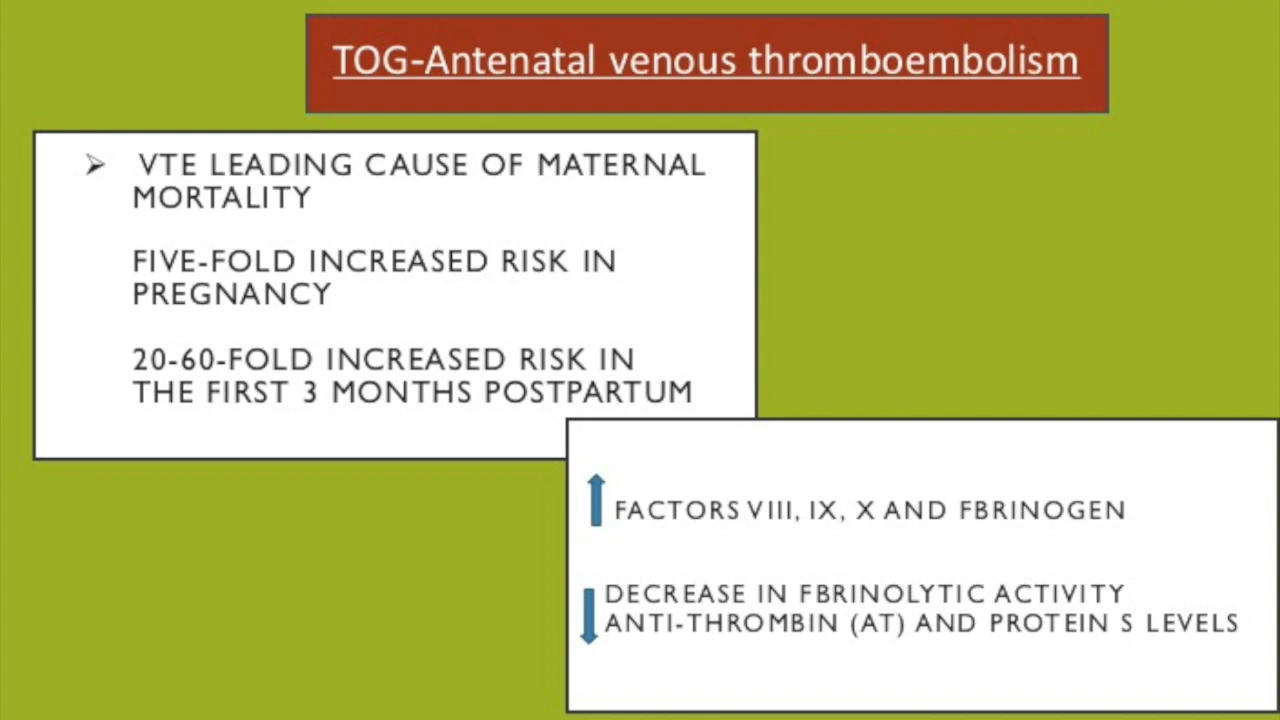 TOG-Antenatal venous thromboembolism
➢ VTE LEADING CAUSE OF MATERNAL
MORTALITY
FIVE-FOLD INCREASED RISK IN
PREGNANCY
20-60-FOLD INCREASED RISK IN
THE FIRST 3 MONTHS POSTPARTUM
FACTORS VIII, IX, X AND FBRINOGEN
DECREASE IN FBRINOLYTIC ACTIVITY
ANTI-THROMBIN (AT) AND PROTEIN S LEVELS